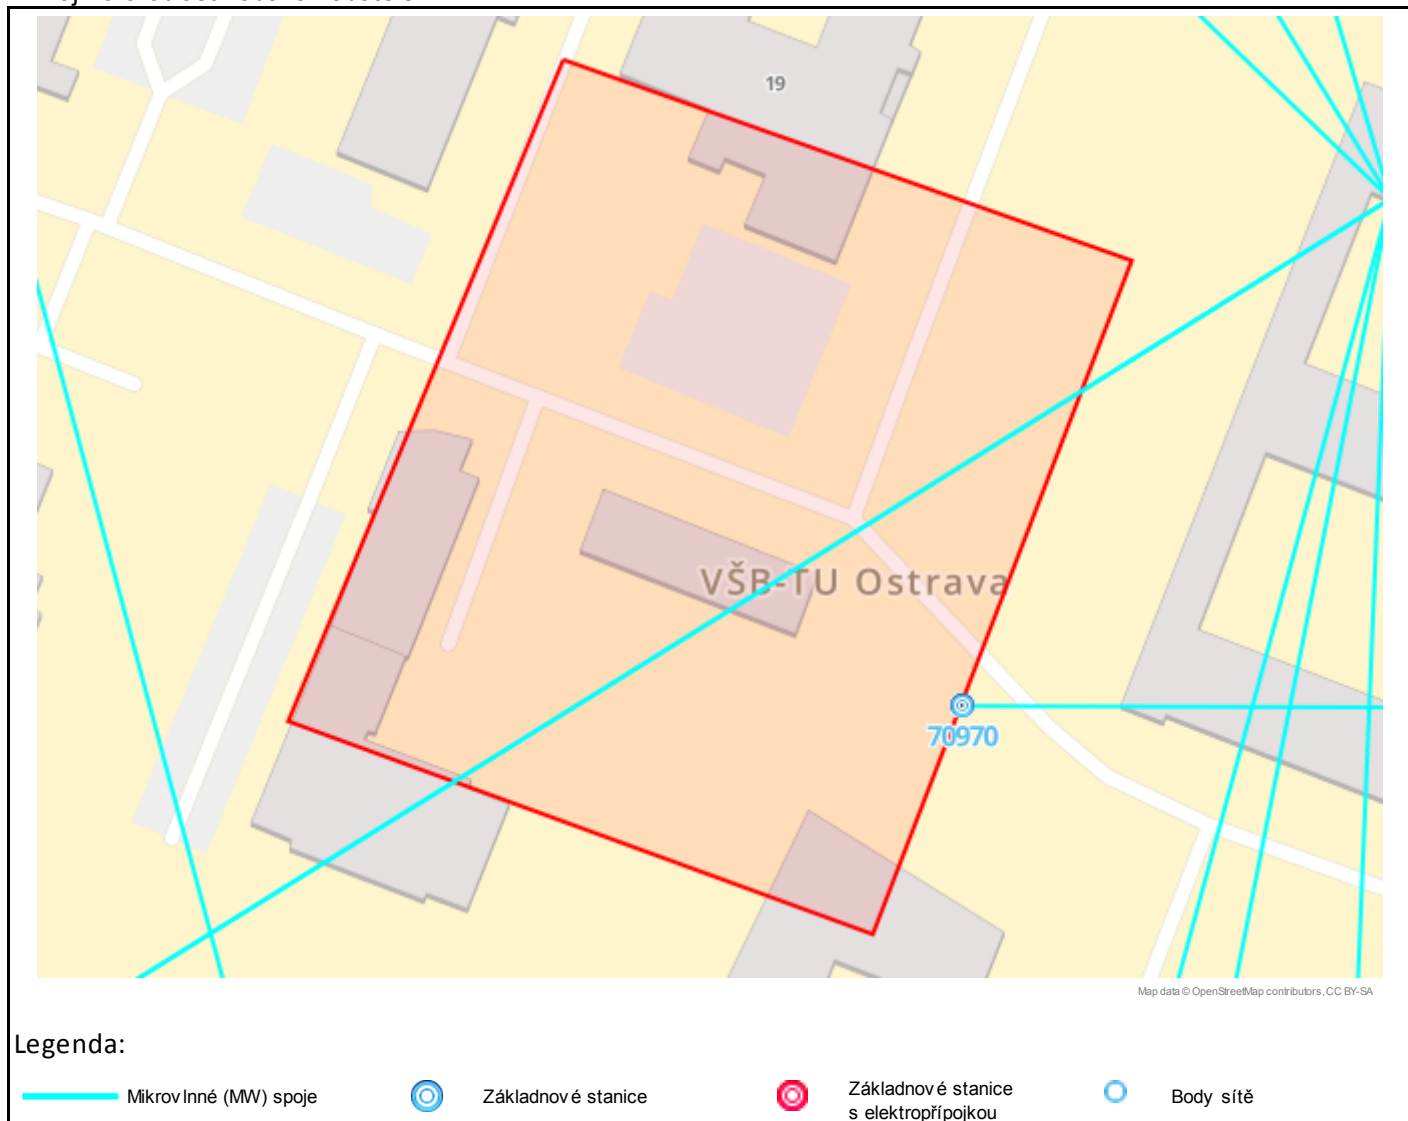 19
VŠB-TU Ostrava
70970
Map data © OpenStreetMap contributors, CC BY-SA
Legenda:
Mikrovlnné (MW) spoje
Základnové stanice
Základnové stanice
s elektropřípojkou
Body sítě